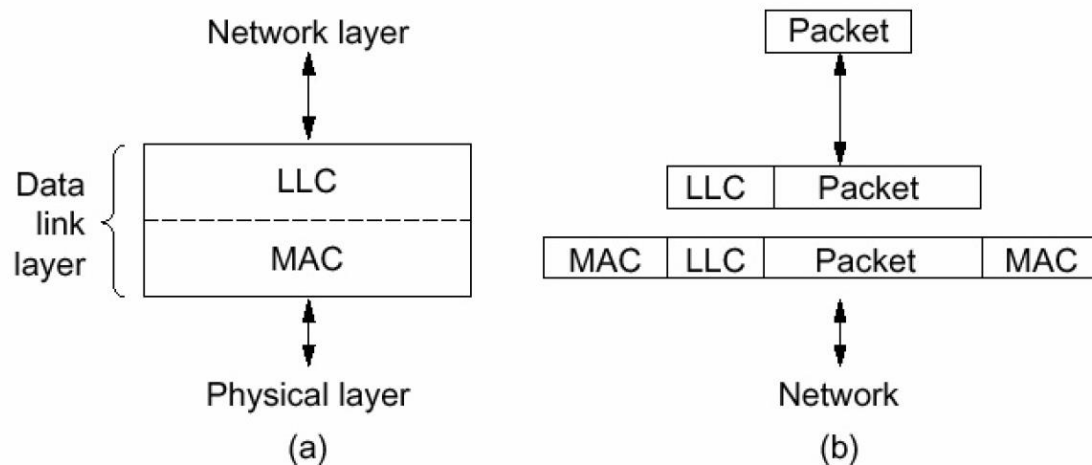 Network layer
Data
link
layer
LLC
MAC
Physical layer
(a)
Packet
LLC Packet
MAC LLC Packet MAC
Network
(b)